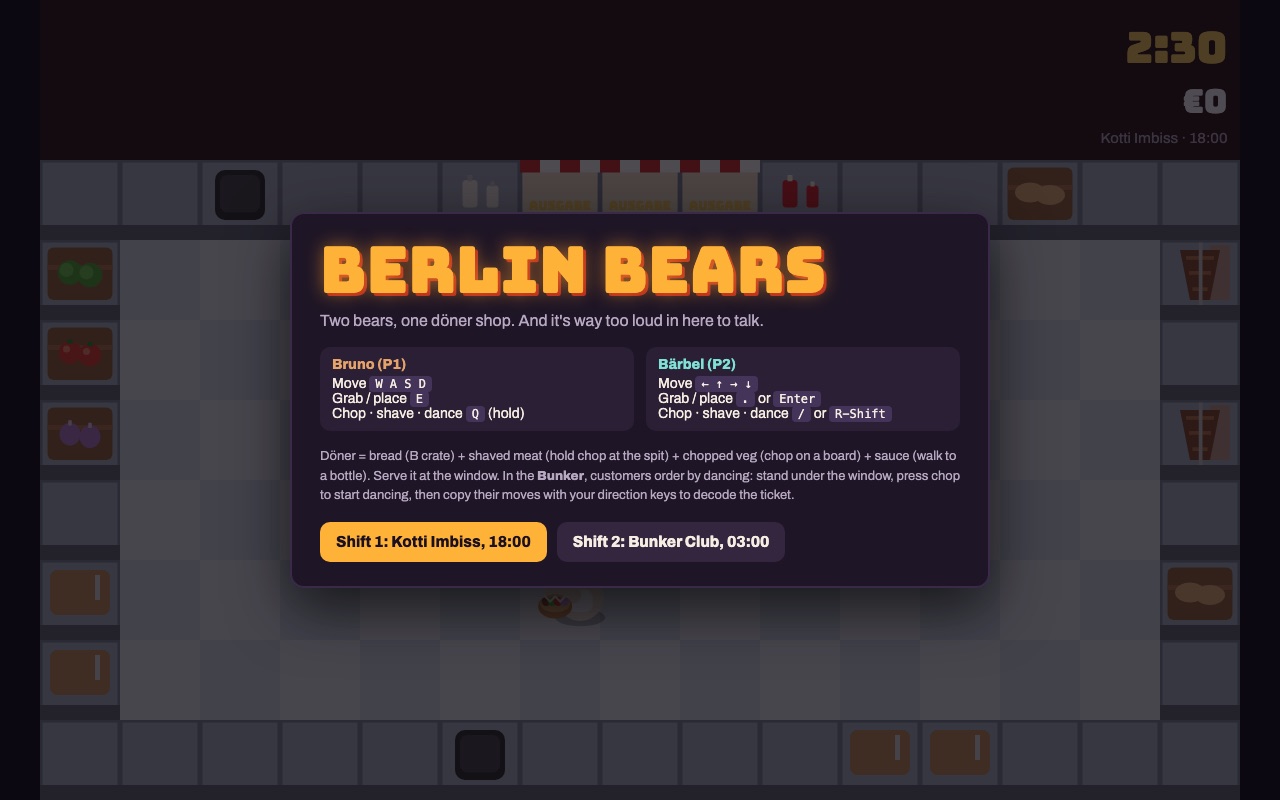 2:30
€0
Kotti Imbiss · 18:00
AUSGABE AUSGABE AUSGABE
BERLIN BEARS
Two bears, one döner shop. And it's way too loud in here to talk.
Bruno (P1)
Move W A S D
Grab / place E
Chop · shave · dance Q (hold)
Bärbel (P2)
Move ← ↑ → ↓
Grab / place . or Enter
Chop · shave · dance / or R-Shift
Döner = bread (B crate) + shaved meat (hold chop at the spit) + chopped veg (chop on a board) + sauce (walk to
a bottle). Serve it at the window. In the Bunker, customers order by dancing: stand under the window, press chop
to start dancing, then copy their moves with your direction keys to decode the ticket.
Shift 1: Kotti Imbiss, 18:00
Shift 2: Bunker Club, 03:00